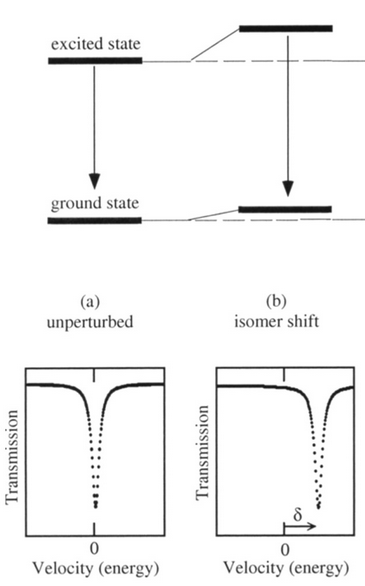 excited state
ground state
(a)
unperturbed
(b)
isomer shift
Transmission
0
Velocity (energy)
Transmission
δ
0
Velocity (energy)